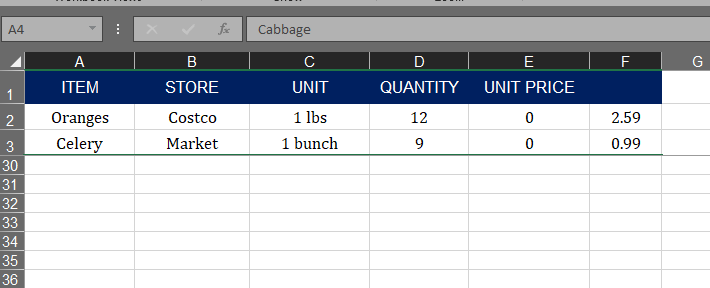 A4 fx Cabbage
A B C D E F G
1 ITEM STORE UNIT QUANTITY UNIT PRICE
2 Oranges Costco 1 lbs 12 0 2.59
3 Celery Market 1 bunch 9 0 0.99
30
31
32
33
34
35
36